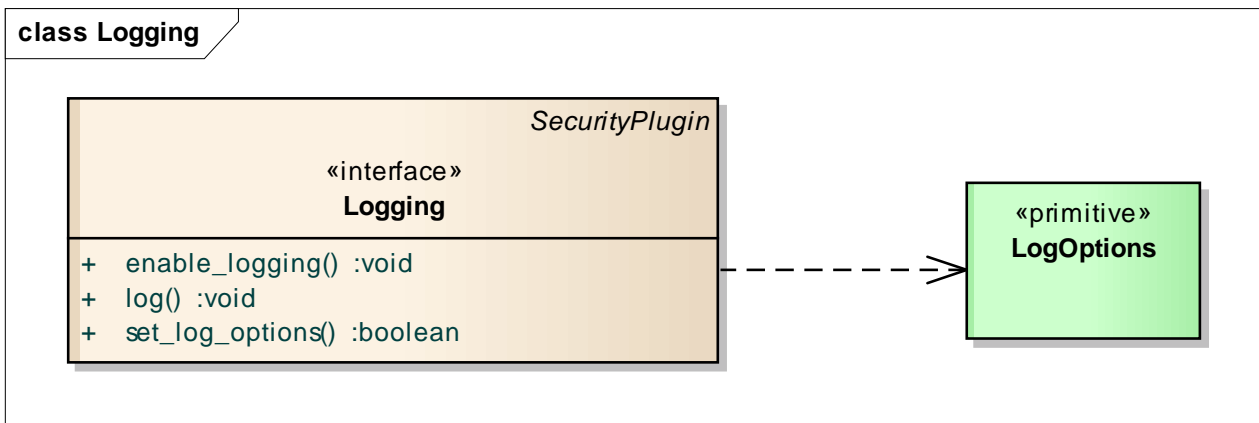 class Logging
SecurityPlugin
«interface»
Logging
+ enable_logging() :void
+ log() :void
+ set_log_options() :boolean
«primitive»
LogOptions